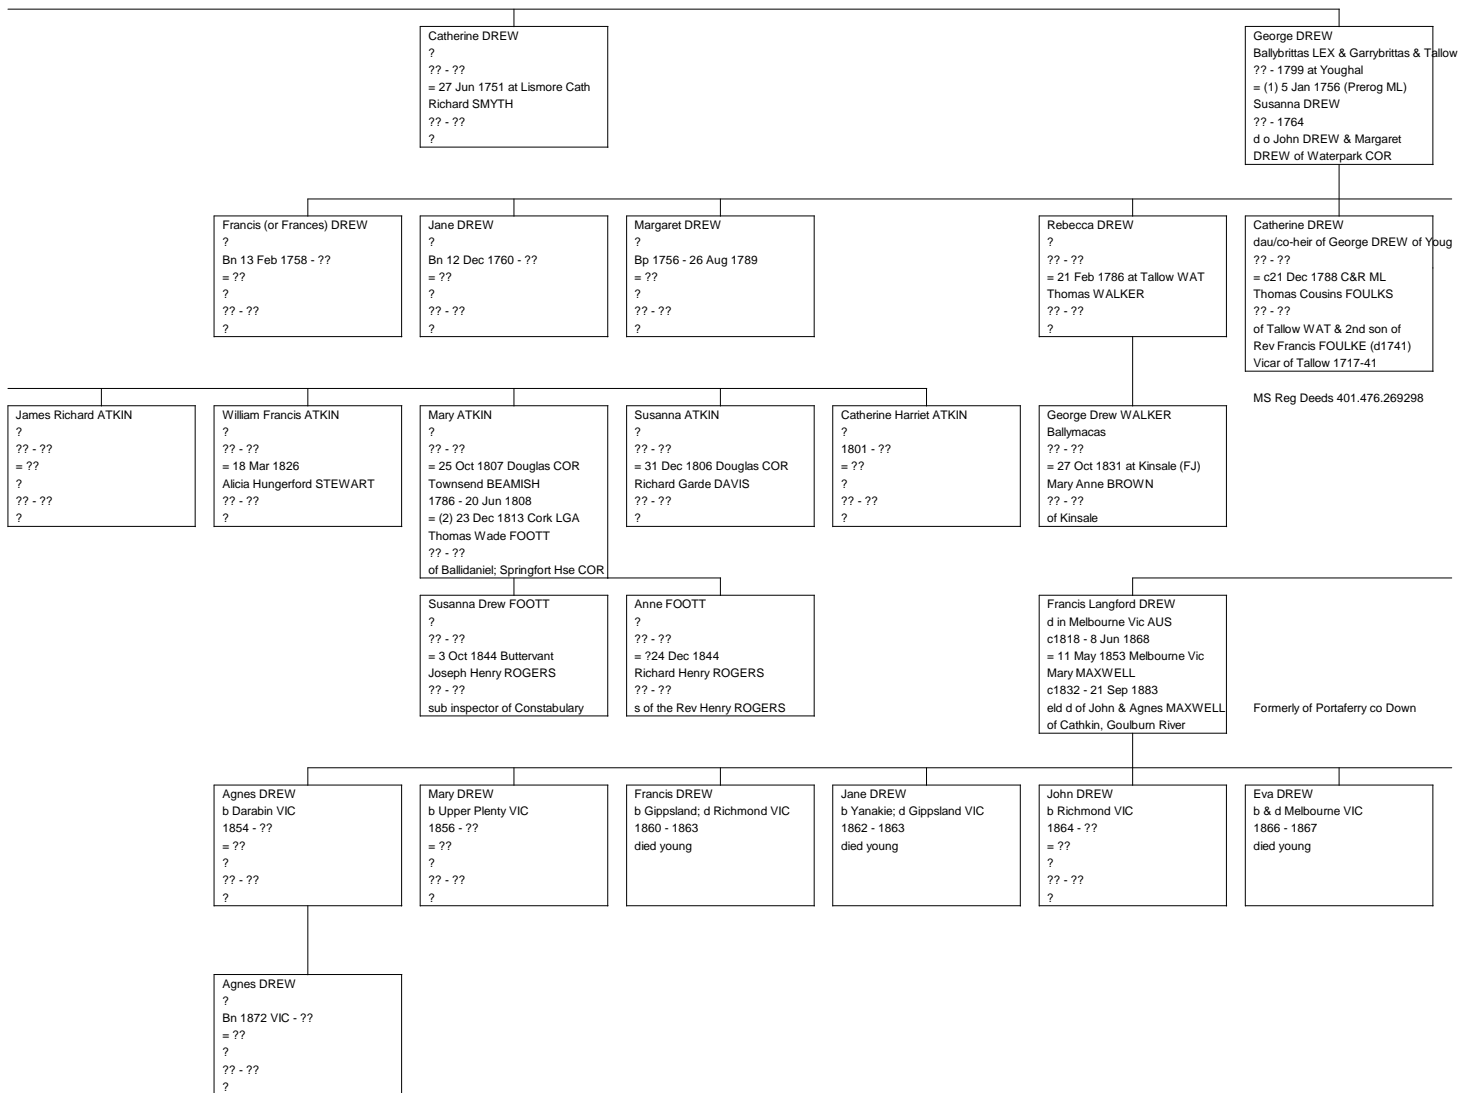 Catherine DREW
?
?? - ??
= 27 Jun 1751 at Lismore Cath
Richard SMYTH
?? - ??
?
George DREW
Ballybrittas LEX & Garrybrittas & Tallow
?? - 1799 at Youghal
= (1) 5 Jan 1756 (Prerog ML)
Susanna DREW
?? - 1764
d o John DREW & Margaret
DREW of Waterpark COR
Francis (or Frances) DREW
?
Bn 13 Feb 1758 - ??
= ??
?
?? - ??
?
Jane DREW
?
Bn 12 Dec 1760 - ??
= ??
?
?? - ??
?
Margaret DREW
?
Bp 1756 - 26 Aug 1789
= ??
?
?? - ??
?
Rebecca DREW
?
?? - ??
= 21 Feb 1786 at Tallow WAT
Thomas WALKER
?? - ??
?
Catherine DREW
dau/co-heir of George DREW of Youg
?? - ??
= c21 Dec 1788 C&R ML
Thomas Cousins FOULKS
?? - ??
of Tallow WAT & 2nd son of
Rev Francis FOULKE (d1741)
Vicar of Tallow 1717-41
MS Reg Deeds 401.476.269298
James Richard ATKIN
?
?? - ??
= ??
?
?? - ??
?
William Francis ATKIN
?
?? - ??
= 18 Mar 1826
Alicia Hungerford STEWART
?? - ??
?
Mary ATKIN
?
?? - ??
= 25 Oct 1807 Douglas COR
Townsend BEAMISH
1786 - 20 Jun 1808
= (2) 23 Dec 1813 Cork LGA
Thomas Wade FOOTT
?? - ??
of Ballidaniel; Springfort Hse COR
Susanna ATKIN
?
?? - ??
= 31 Dec 1806 Douglas COR
Richard Garde DAVIS
?? - ??
?
Catherine Harriet ATKIN
?
1801 - ??
= ??
?
?? - ??
?
George Drew WALKER
Ballymacas
?? - ??
= 27 Oct 1831 at Kinsale (FJ)
Mary Anne BROWN
?? - ??
of Kinsale
Susanna Drew FOOTT
?
?? - ??
= 3 Oct 1844 Buttervant
Joseph Henry ROGERS
?? - ??
sub inspector of Constabulary
Anne FOOTT
?
?? - ??
= ?24 Dec 1844
Richard Henry ROGERS
?? - ??
s of the Rev Henry ROGERS
Francis Langford DREW
d in Melbourne Vic AUS
c1818 - 8 Jun 1868
= 11 May 1853 Melbourne Vic
Mary MAXWELL
c1832 - 21 Sep 1883
eld d of John & Agnes MAXWELL
of Cathkin, Goulburn River
Formerly of Portaferry co Down
Agnes DREW
b Darabin VIC
1854 - ??
= ??
?
?? - ??
?
Mary DREW
b Upper Plenty VIC
1856 - ??
= ??
?
?? - ??
?
Francis DREW
b Gippsland; d Richmond VIC
1860 - 1863
died young
Jane DREW
b Yanakie; d Gippsland VIC
1862 - 1863
died young
John DREW
b Richmond VIC
1864 - ??
= ??
?
?? - ??
?
Eva DREW
b & d Melbourne VIC
1866 - 1867
died young
Agnes DREW
?
Bn 1872 VIC - ??
= ??
?
?? - ??
?